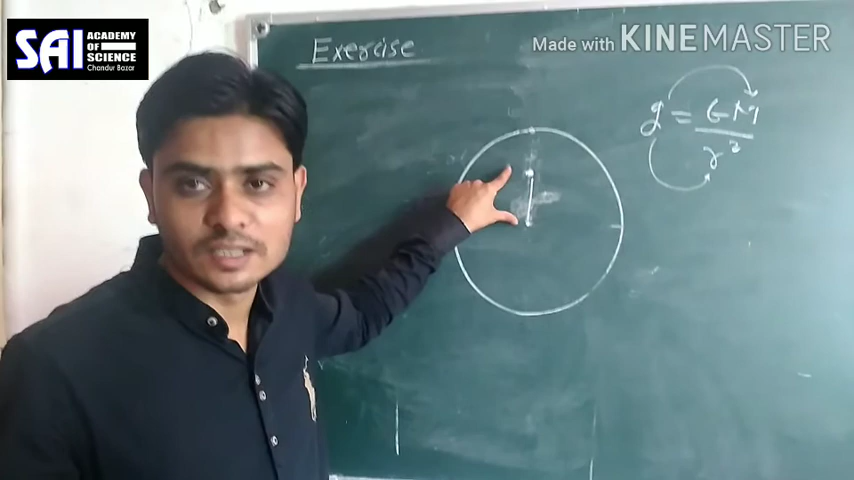 SAI ACADEMY
OF
SCIENCE
Chandur Bazar
Made with KINEMASTER
Exercise
g = GM
r²